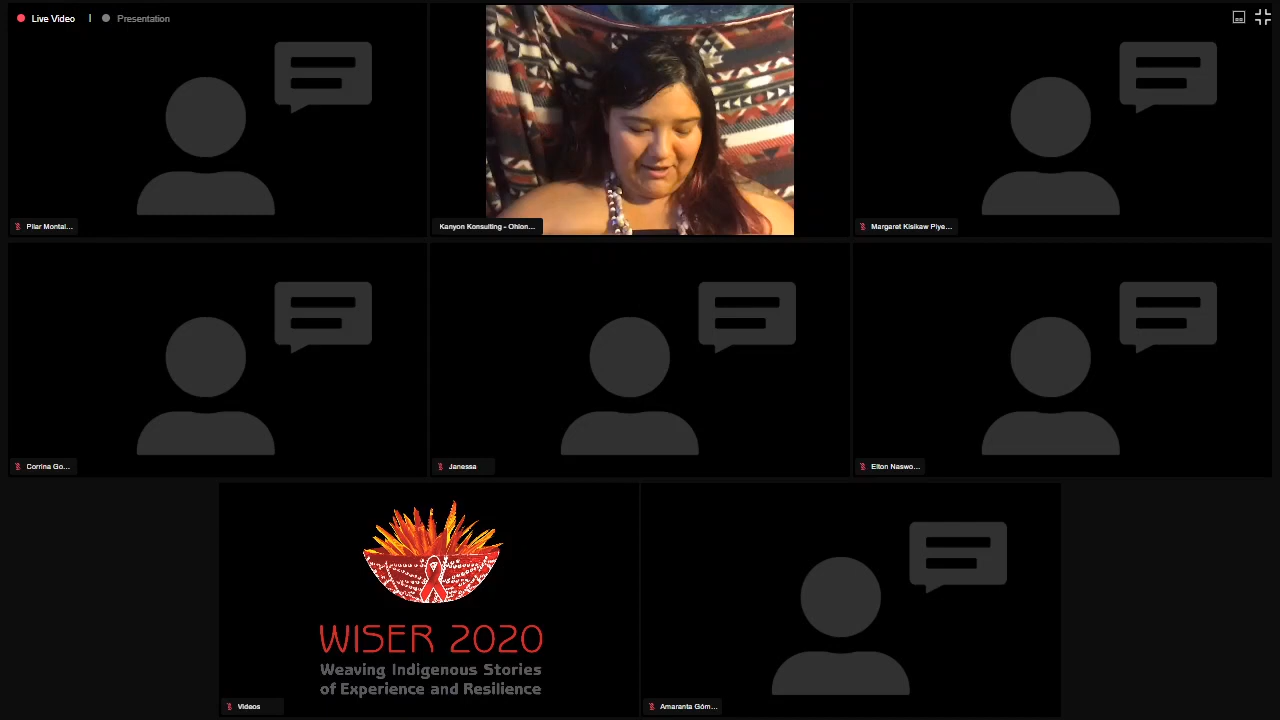 Live Video | Presentation
Pilar Montal...
Kanyon Konsulting - Ohlon...
Margaret Kisikaw Piye...
Corrina Go...
Janessa
Elton Naswo...
WISER 2020
Weaving Indigenous Stories
of Experience and Resilience
Videos
Amaranta Góm...